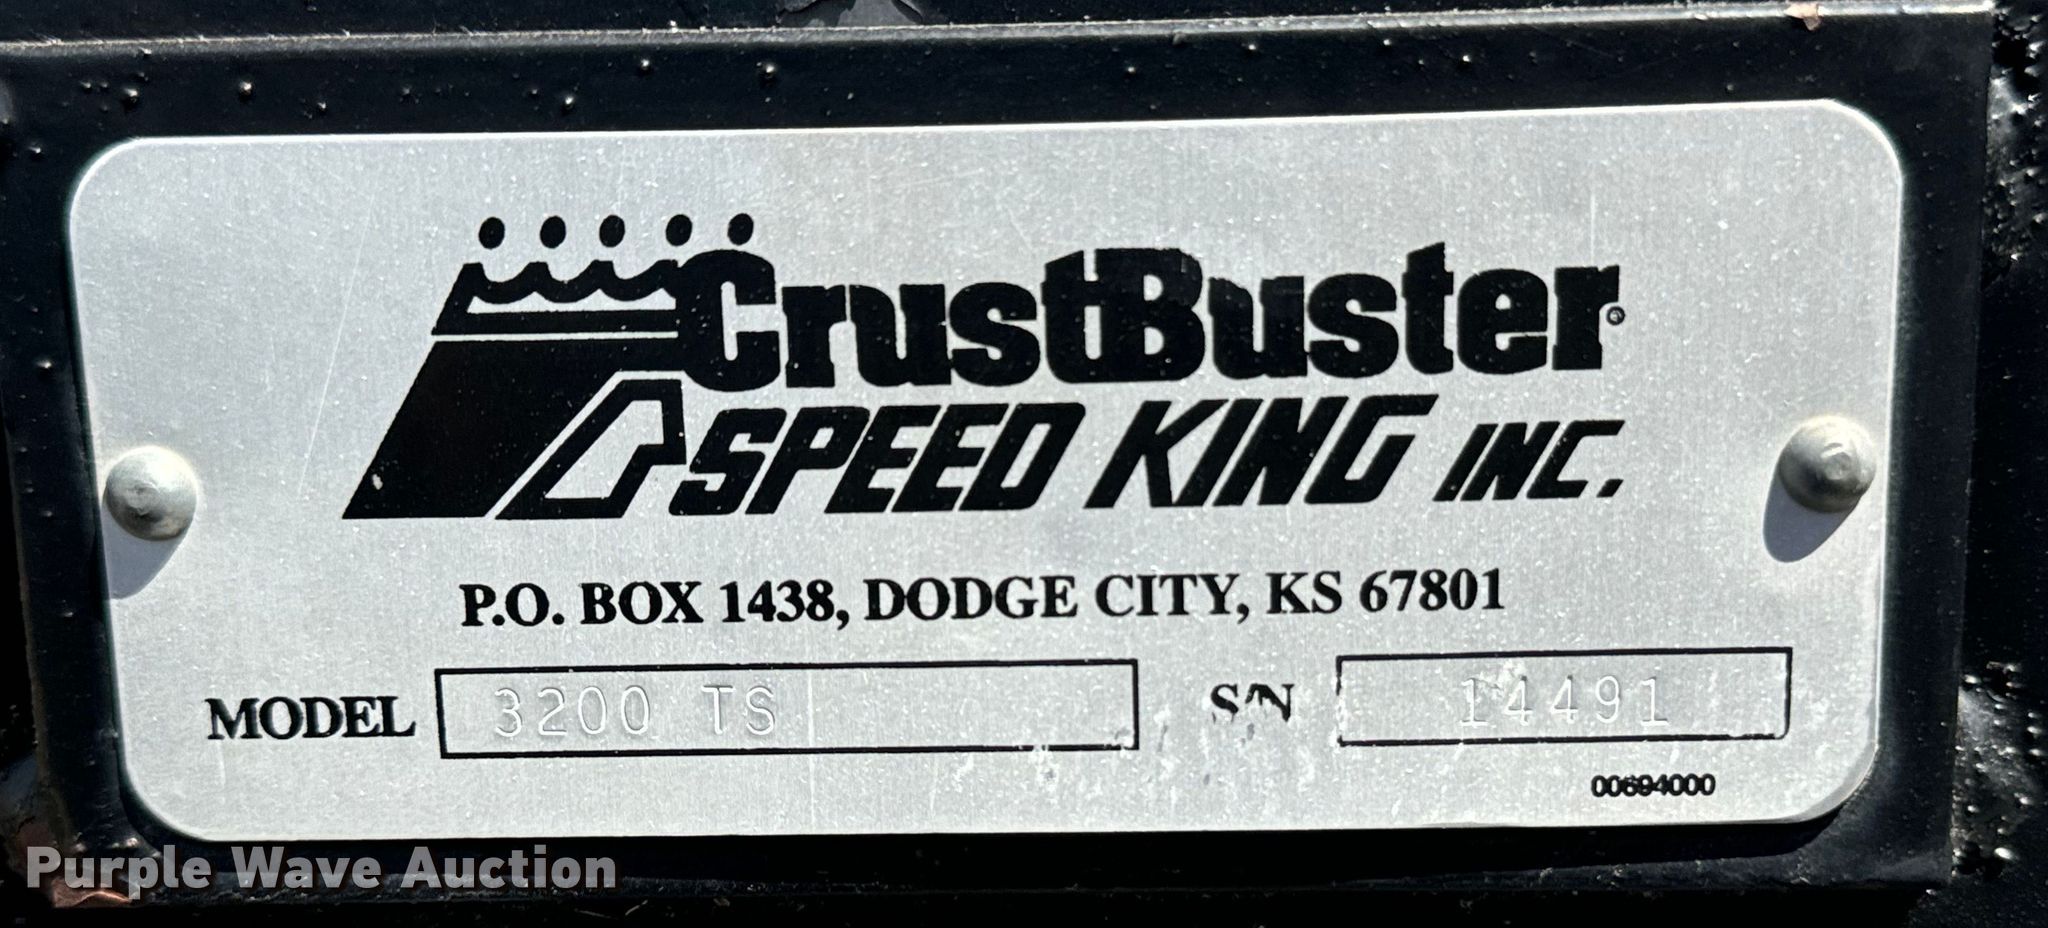 CrustBuster®
SPEED KING INC.
P.O. BOX 1438, DODGE CITY, KS 67801
MODEL 3200 TS S/N 14491
00694000
Purple Wave Auction